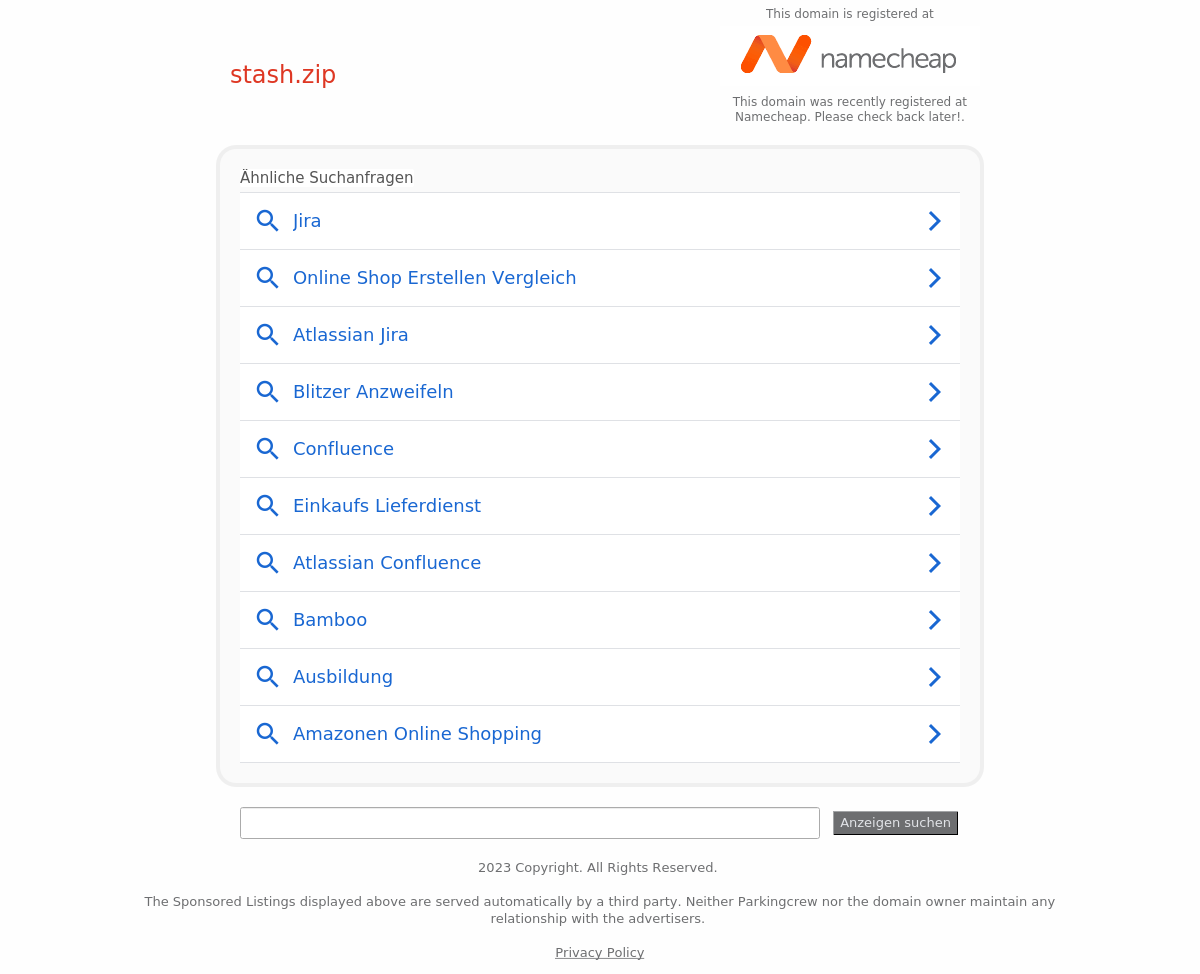 This domain is registered at
namecheap
stash.zip
This domain was recently registered at
Namecheap. Please check back later!.
Ähnliche Suchanfragen
Jira
Online Shop Erstellen Vergleich
Atlassian Jira
Blitzer Anzweifeln
Confluence
Einkaufs Lieferdienst
Atlassian Confluence
Bamboo
Ausbildung
Amazonen Online Shopping
Anzeigen suchen
2023 Copyright. All Rights Reserved.
The Sponsored Listings displayed above are served automatically by a third party. Neither Parkingcrew nor the domain owner maintain any
relationship with the advertisers.
Privacy Policy